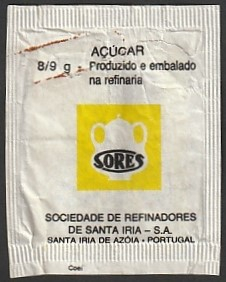 AÇÚCAR
8/9 g - Produzido e embalado
na refinaria
SORES
SOCIEDADE DE REFINADORES
DE SANTA IRIA – S.A.
SANTA IRIA DE AZÓIA • PORTUGAL